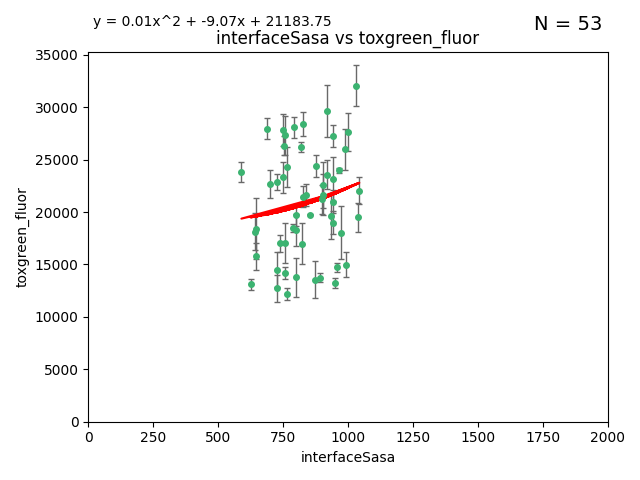 y = 0.01x^2 + -9.07x + 21183.75
N = 53
interfaceSasa vs toxgreen_fluor
35000
30000
25000
20000
15000
10000
5000
0
toxgreen_fluor
0 250 500 750 1000 1250 1500 1750 2000
interfaceSasa